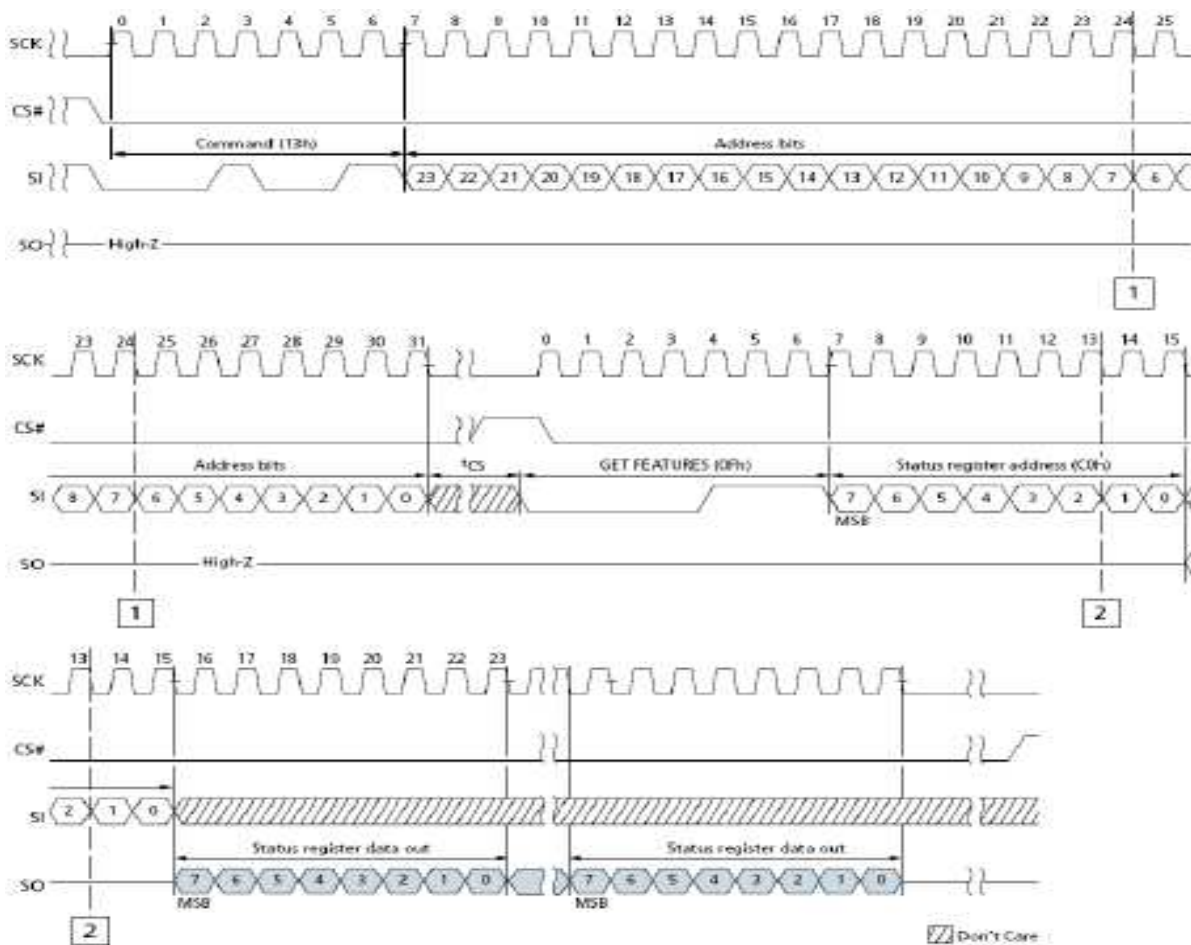 0 1 2 3 4 5 6 7 8 9 10 11 12 13 14 15 16 17 18 19 20 21 22 23 24 25
SCK
CS#
Command (13h) Address bits
SI 23 22 21 20 19 18 17 16 15 14 13 12 11 10 9 8 7 6
SO High-Z
1
23 24 25 26 27 28 29 30 31 0 1 2 3 4 5 6 7 8 9 10 11 12 13 14 15
SCK
CS#
Address bits tCS GET FEATURES (0Fh) Status register address (C0h)
SI 8 7 6 5 4 3 2 1 0 7 6 5 4 3 2 1 0
MSB
SO High-Z
1 2
13 14 15 16 17 18 19 20 21 22 23
SCK
CS#
SI 2 1 0
Status register data out Status register data out
SO 7 6 5 4 3 2 1 0 7 6 5 4 3 2 1 0
MSB MSB
2
Don't Care